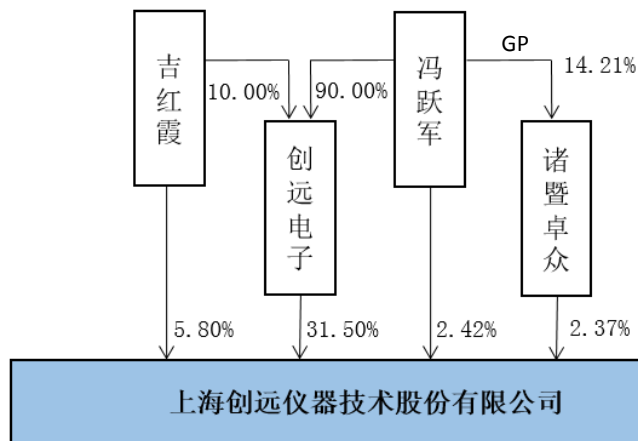 GP
吉红霞
10.00%
90.00%
冯跃军
14.21%
创远电子
诸暨卓众
5.80%
31.50%
2.42%
2.37%
上海创远仪器技术股份有限公司